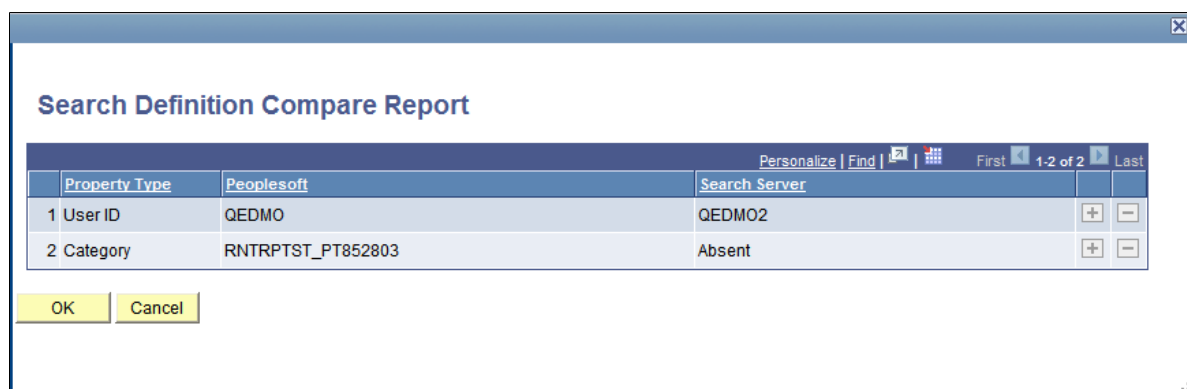 Search Definition Compare Report
Personalize | Find | | First 1-2 of 2 Last
Property Type Peoplesoft Search Server
1 User ID QEDMO QEDMO2
2 Category RNTRPTST_PT852803 Absent
OK Cancel